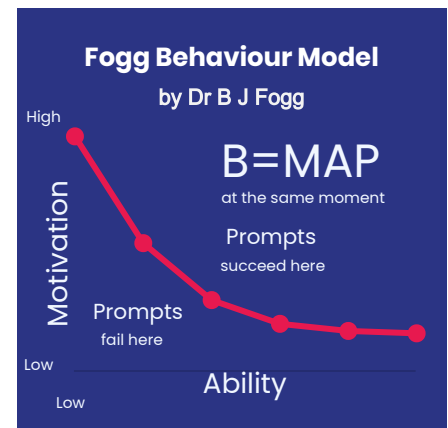 Fogg Behaviour Model
by Dr B J Fogg
High
B=MAP
at the same moment
Motivation
Prompts
succeed here
Prompts
fail here
Low
Ability
Low